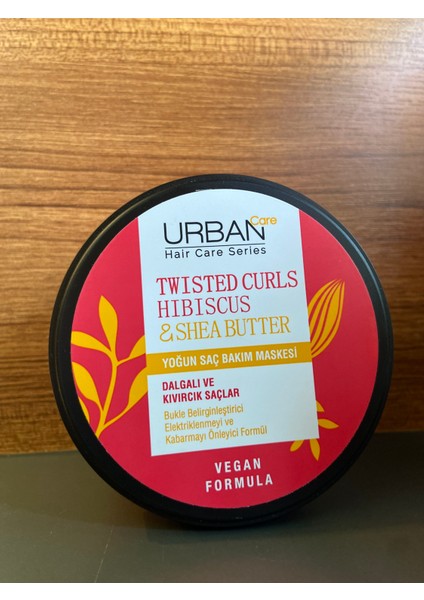 URBAN Care
Hair Care Series
TWISTED CURLS
HIBISCUS
& SHEA BUTTER
YOĞUN SAÇ BAKIM MASKESİ
DALGALI VE
KIVIRCIK SAÇLAR
Bukle Belirginleştirici
Elektriklenmeyi ve
Kabarmayı Önleyici Formül
VEGAN
FORMULA